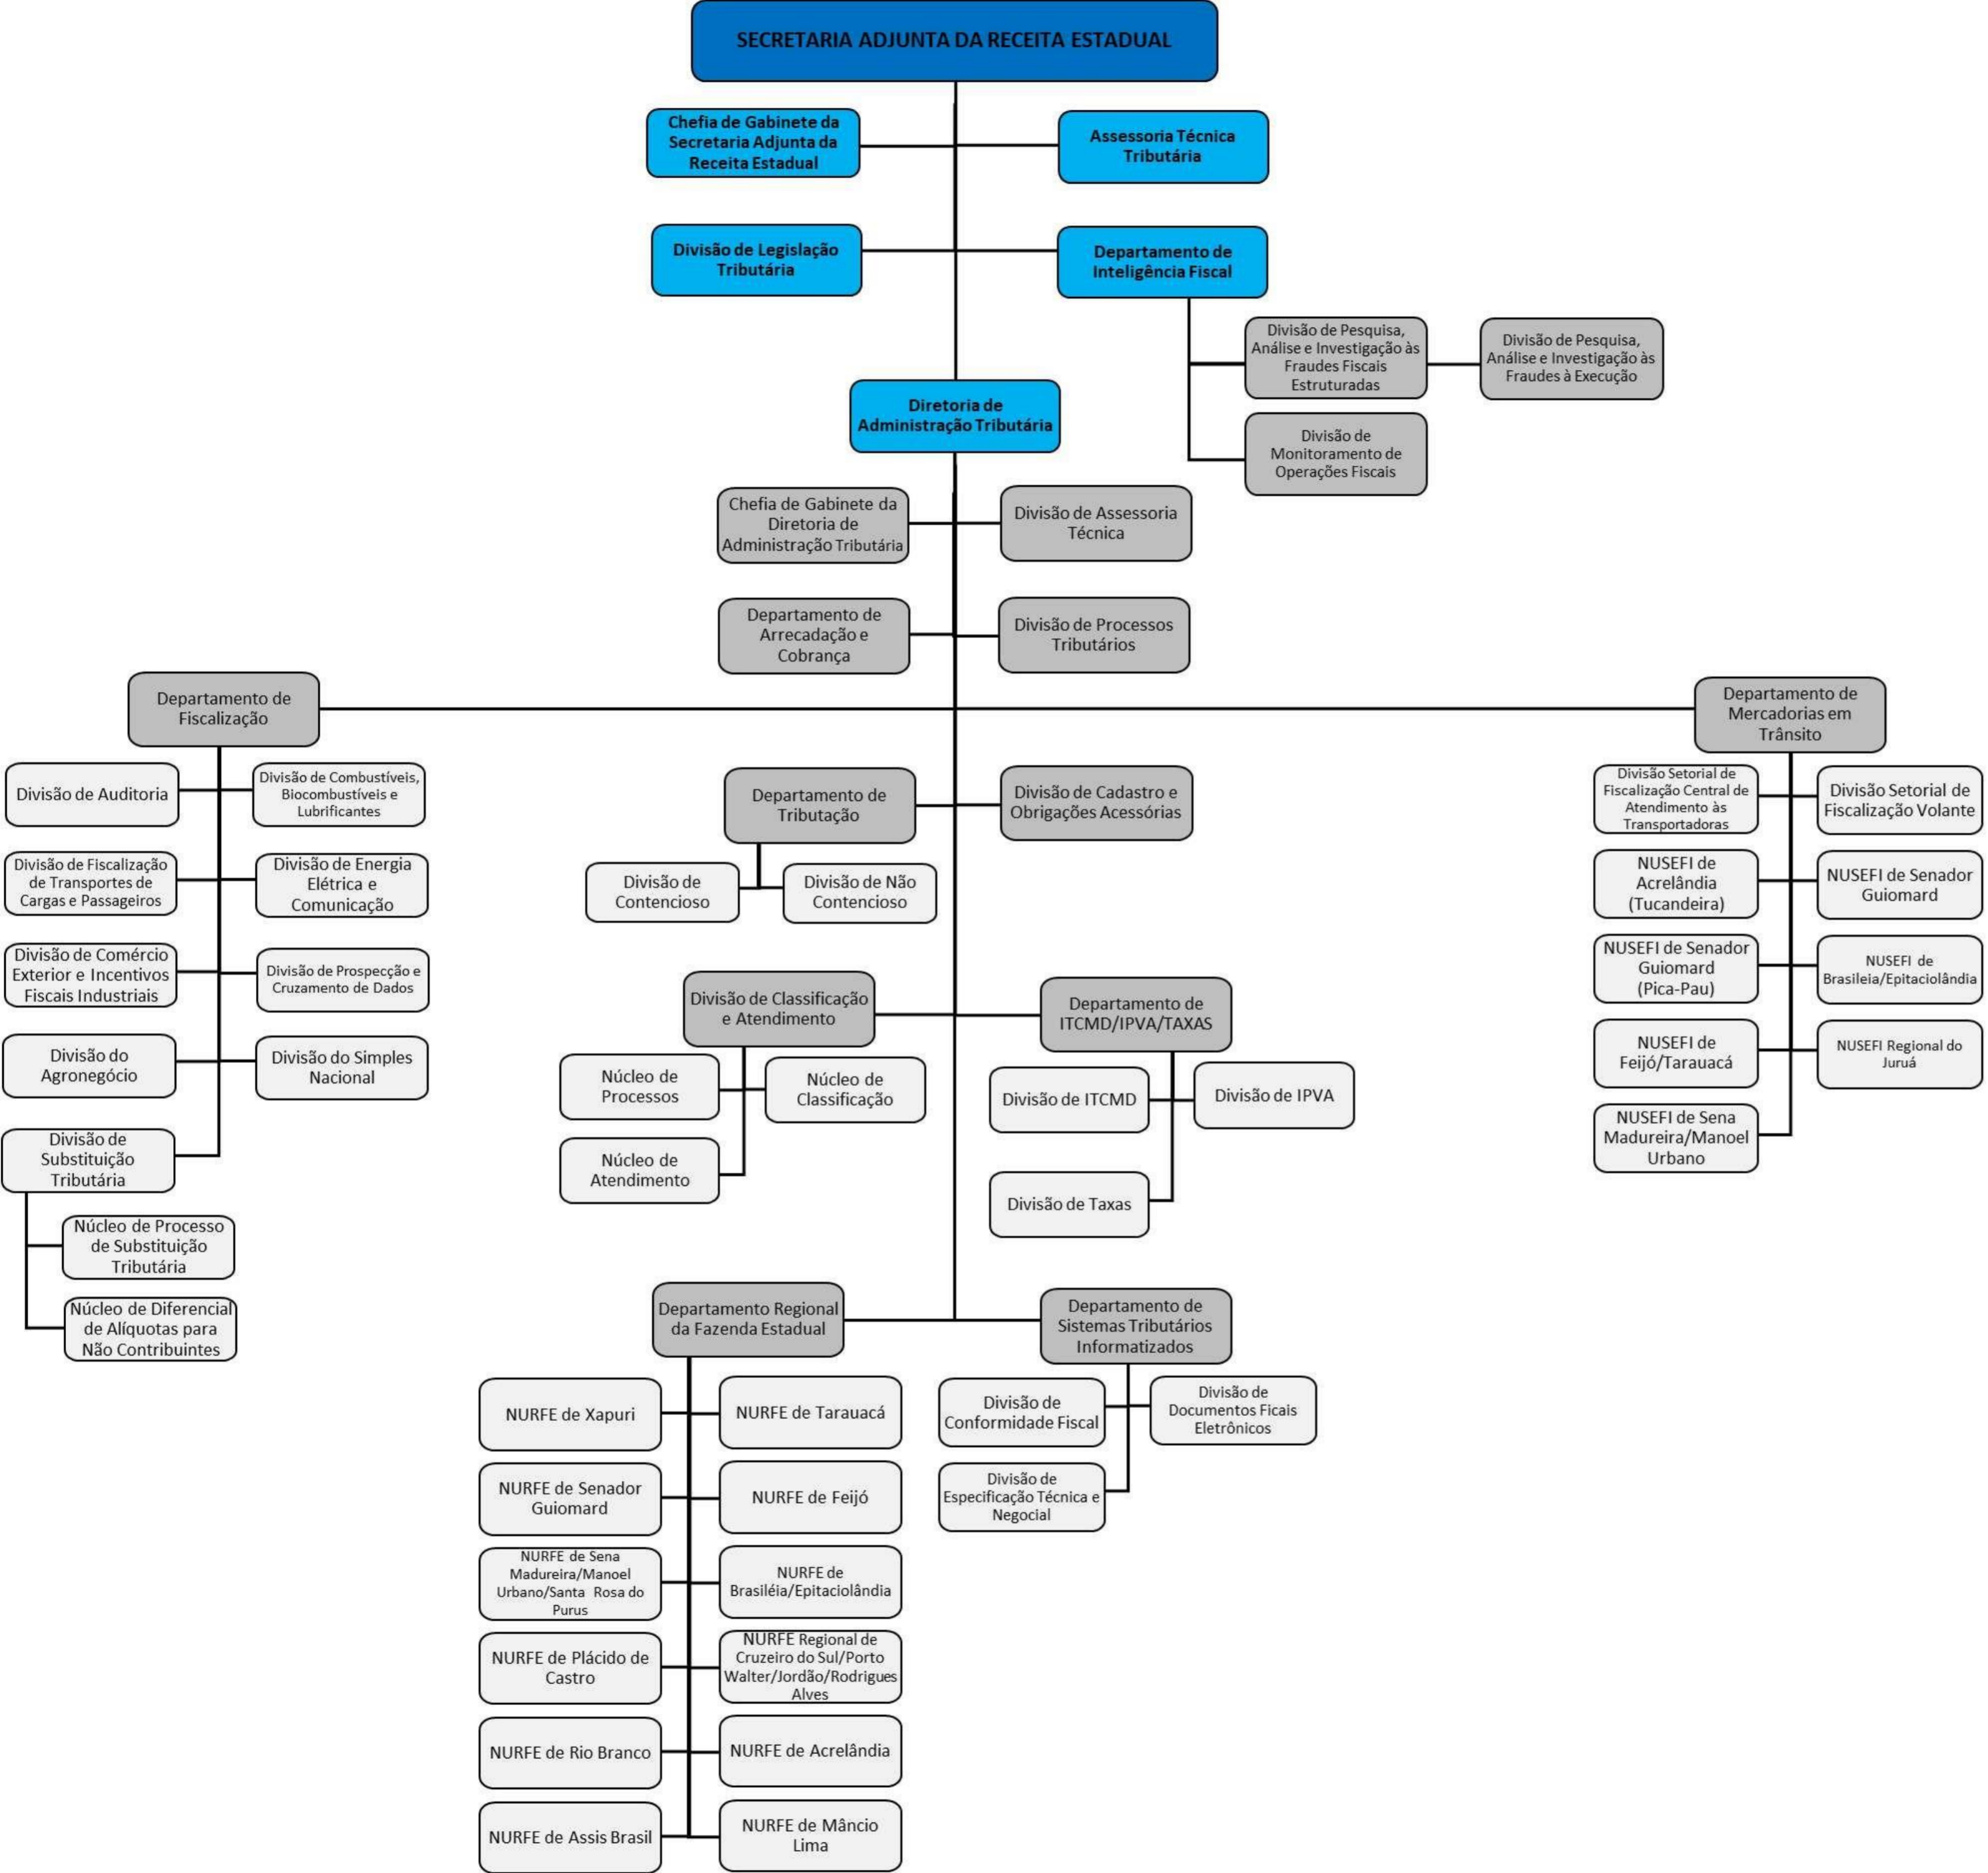 SECRETARIA ADJUNTA DA RECEITA ESTADUAL
Chefia de Gabinete da
Secretaria Adjunta da
Receita Estadual
Assessoria Técnica
Tributária
Divisão de Legislação
Tributária
Departamento de
Inteligência Fiscal
Divisão de Pesquisa,
Análise e Investigação às
Fraudes Fiscais
Estruturadas
Divisão de Pesquisa,
Análise e Investigação às
Fraudes à Execução
Divisão de
Monitoramento de
Operações Fiscais
Diretoria de
Administração Tributária
Chefia de Gabinete da
Diretoria de
Administração Tributária
Divisão de Assessoria
Técnica
Departamento de
Arrecadação e
Cobrança
Divisão de Processos
Tributários
Departamento de
Fiscalização
Divisão de Auditoria
Divisão de Combustíveis,
Biocombustíveis e
Lubrificantes
Divisão de Fiscalização
de Transportes de
Cargas e Passageiros
Divisão de Energia
Elétrica e
Comunicação
Divisão de Comércio
Exterior e Incentivos
Fiscais Industriais
Divisão de Prospecção e
Cruzamento de Dados
Divisão do
Agronegócio
Divisão do Simples
Nacional
Divisão de
Substituição
Tributária
Núcleo de Processo
de Substituição
Tributária
Núcleo de Diferencial
de Alíquotas para
Não Contribuintes
Departamento de
Tributação
Divisão de Cadastro e
Obrigações Acessórias
Divisão de
Contencioso
Divisão de Não
Contencioso
Divisão de Classificação
e Atendimento
Departamento de
ITCMD/IPVA/TAXAS
Núcleo de
Processos
Núcleo de
Classificação
Núcleo de
Atendimento
Divisão de ITCMD
Divisão de IPVA
Divisão de Taxas
Departamento de
Mercadorias em
Trânsito
Divisão Setorial de
Fiscalização Central de
Atendimento às
Transportadoras
Divisão Setorial de
Fiscalização Volante
NUSEFI de
Acrelândia
(Tucandeira)
NUSEFI de Senador
Guiomard
NUSEFI de Senador
Guiomard
(Pica-Pau)
NUSEFI de
Brasileia/Epitaciolândia
NUSEFI de
Feijó/Tarauacá
NUSEFI Regional do
Juruá
NUSEFI de Sena
Madureira/Manoel
Urbano
Departamento Regional
da Fazenda Estadual
Departamento de
Sistemas Tributários
Informatizados
NURFE de Xapuri
NURFE de Tarauacá
NURFE de Senador
Guiomard
NURFE de Feijó
NURFE de Sena
Madureira/Manoel
Urbano/Santa Rosa do
Purus
NURFE de
Brasiléia/Epitaciolândia
NURFE de Plácido de
Castro
NURFE Regional de
Cruzeiro do Sul/Porto
Walter/Jordão/Rodrigues
Alves
NURFE de Rio Branco
NURFE de Acrelândia
NURFE de Assis Brasil
NURFE de Mâncio
Lima
Divisão de
Conformidade Fiscal
Divisão de
Documentos Ficais
Eletrônicos
Divisão de
Especificação Técnica e
Negocial